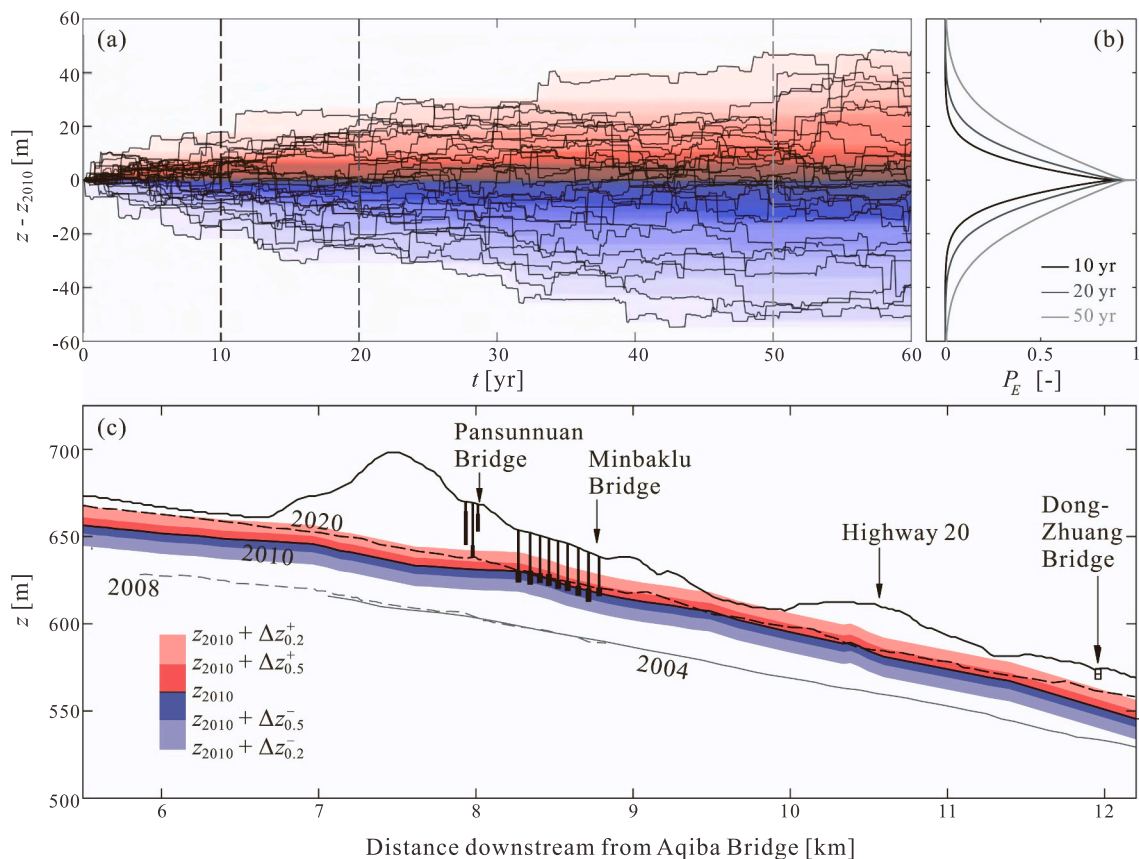 (a)
(b)
z - z2010 [m]
60
40
20
0
-20
-40
-60
0
10
20
30
40
50
60
t [yr]
10 yr
20 yr
50 yr
0
0.5
1
P_E [-]
(c)
Pansunnuan
Bridge
Minbaklu
Bridge
Highway 20
Dong-
Zhuang
Bridge
2020
2010
2008
2004
z2010 + Δz+0.2
z2010 + Δz+0.5
z2010
z2010 + Δz−0.5
z2010 + Δz−0.2
z [m]
700
650
600
550
500
6
7
8
9
10
11
12
Distance downstream from Aqiba Bridge [km]